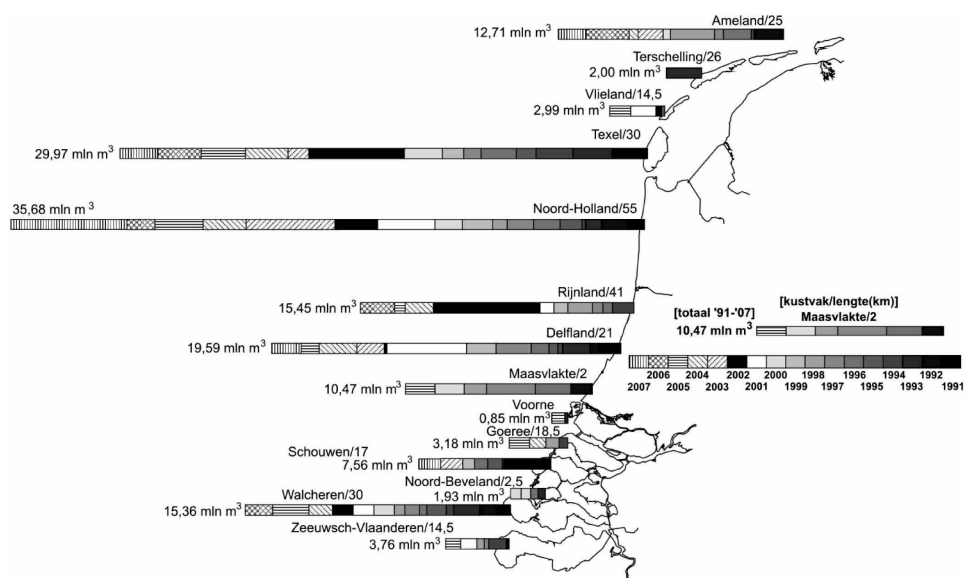 Ameland/25
12,71 mln m³
Terschelling/26
2,00 mln m³
Vlieland/14,5
2,99 mln m³
Texel/30
29,97 mln m³
35,68 mln m³
Noord-Holland/55
Rijnland/41
15,45 mln m³
[totaal '91-'07]
[kustvak/lengte(km)]
Maasvlakte/2
10,47 mln m³
Delfland/21
19,59 mln m³
2006 2004 2002 2000 1998 1996 1994 1992
2007 2005 2003 2001 1999 1997 1995 1993 1991
Maasvlakte/2
10,47 mln m³
Voorne
0,85 mln m³
Goeree/18,5
3,18 mln m³
Schouwen/17
7,56 mln m³
Noord-Beveland/2,5
1,93 mln m³
Walcheren/30
15,36 mln m³
Zeeuwsch-Vlaanderen/14,5
3,76 mln m³